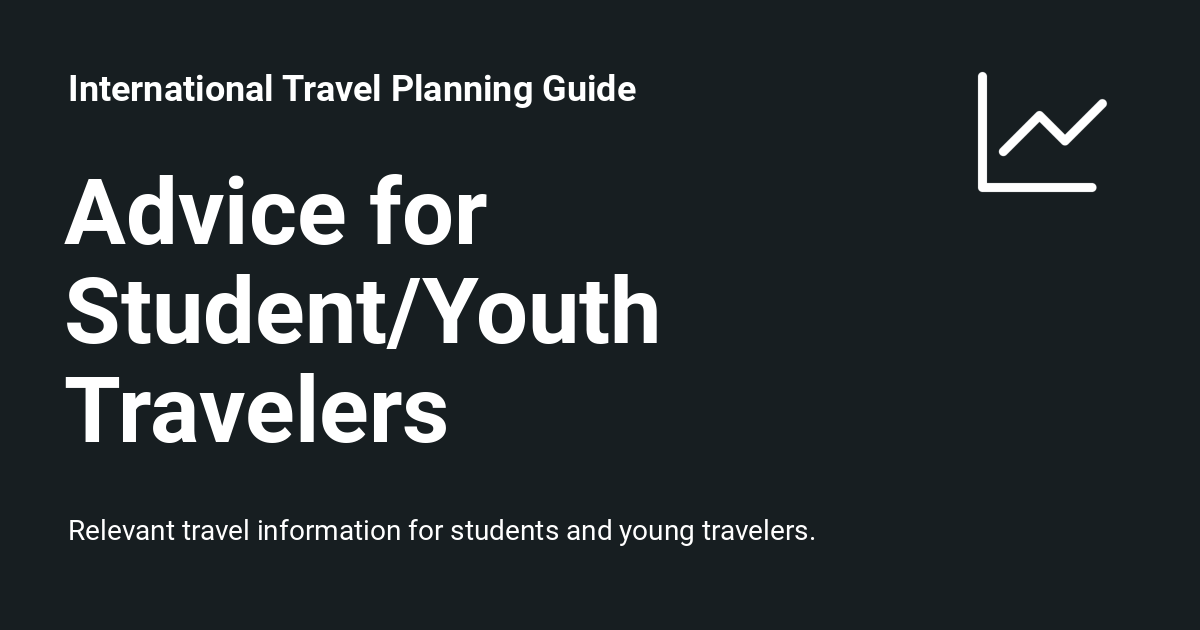 International Travel Planning Guide
Advice for
Student/Youth
Travelers
Relevant travel information for students and young travelers.